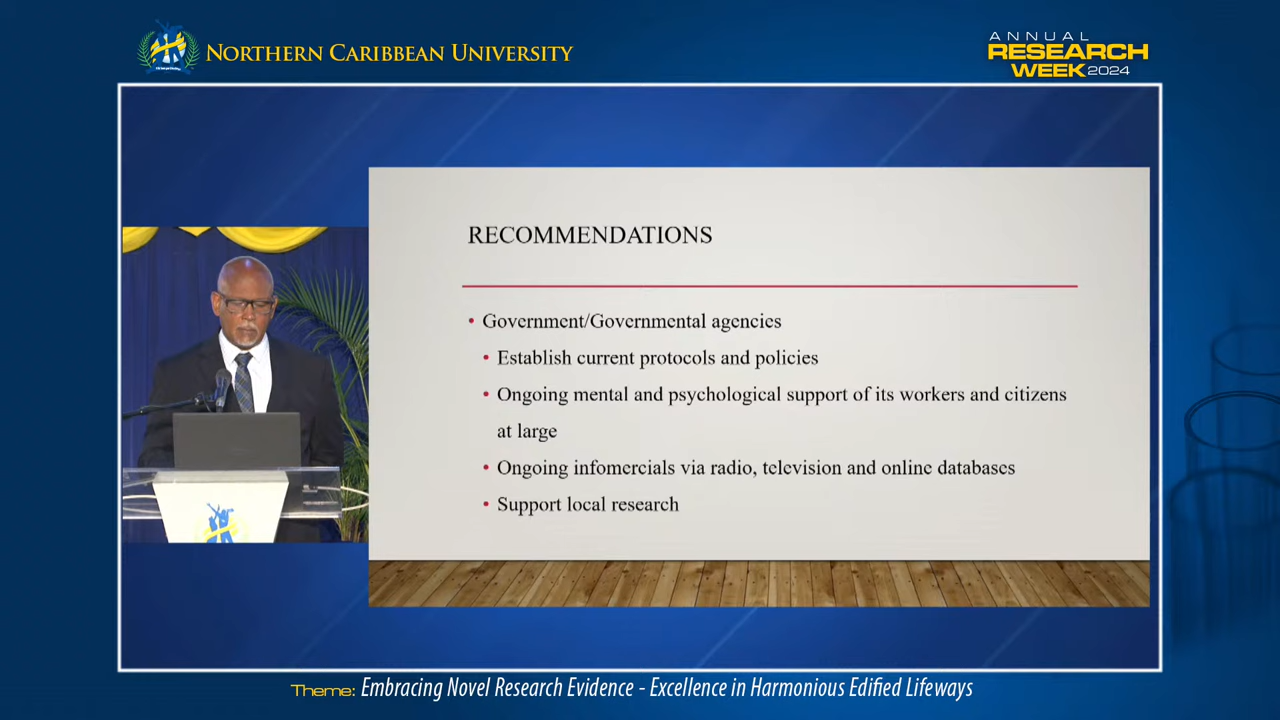 NORTHERN CARIBBEAN UNIVERSITY
ANNUAL
RESEARCH
WEEK 2024
RECOMMENDATIONS
• Government/Governmental agencies
• Establish current protocols and policies
• Ongoing mental and psychological support of its workers and citizens
at large
• Ongoing infomercials via radio, television and online databases
• Support local research
Theme: Embracing Novel Research Evidence - Excellence in Harmonious Edified Lifeways